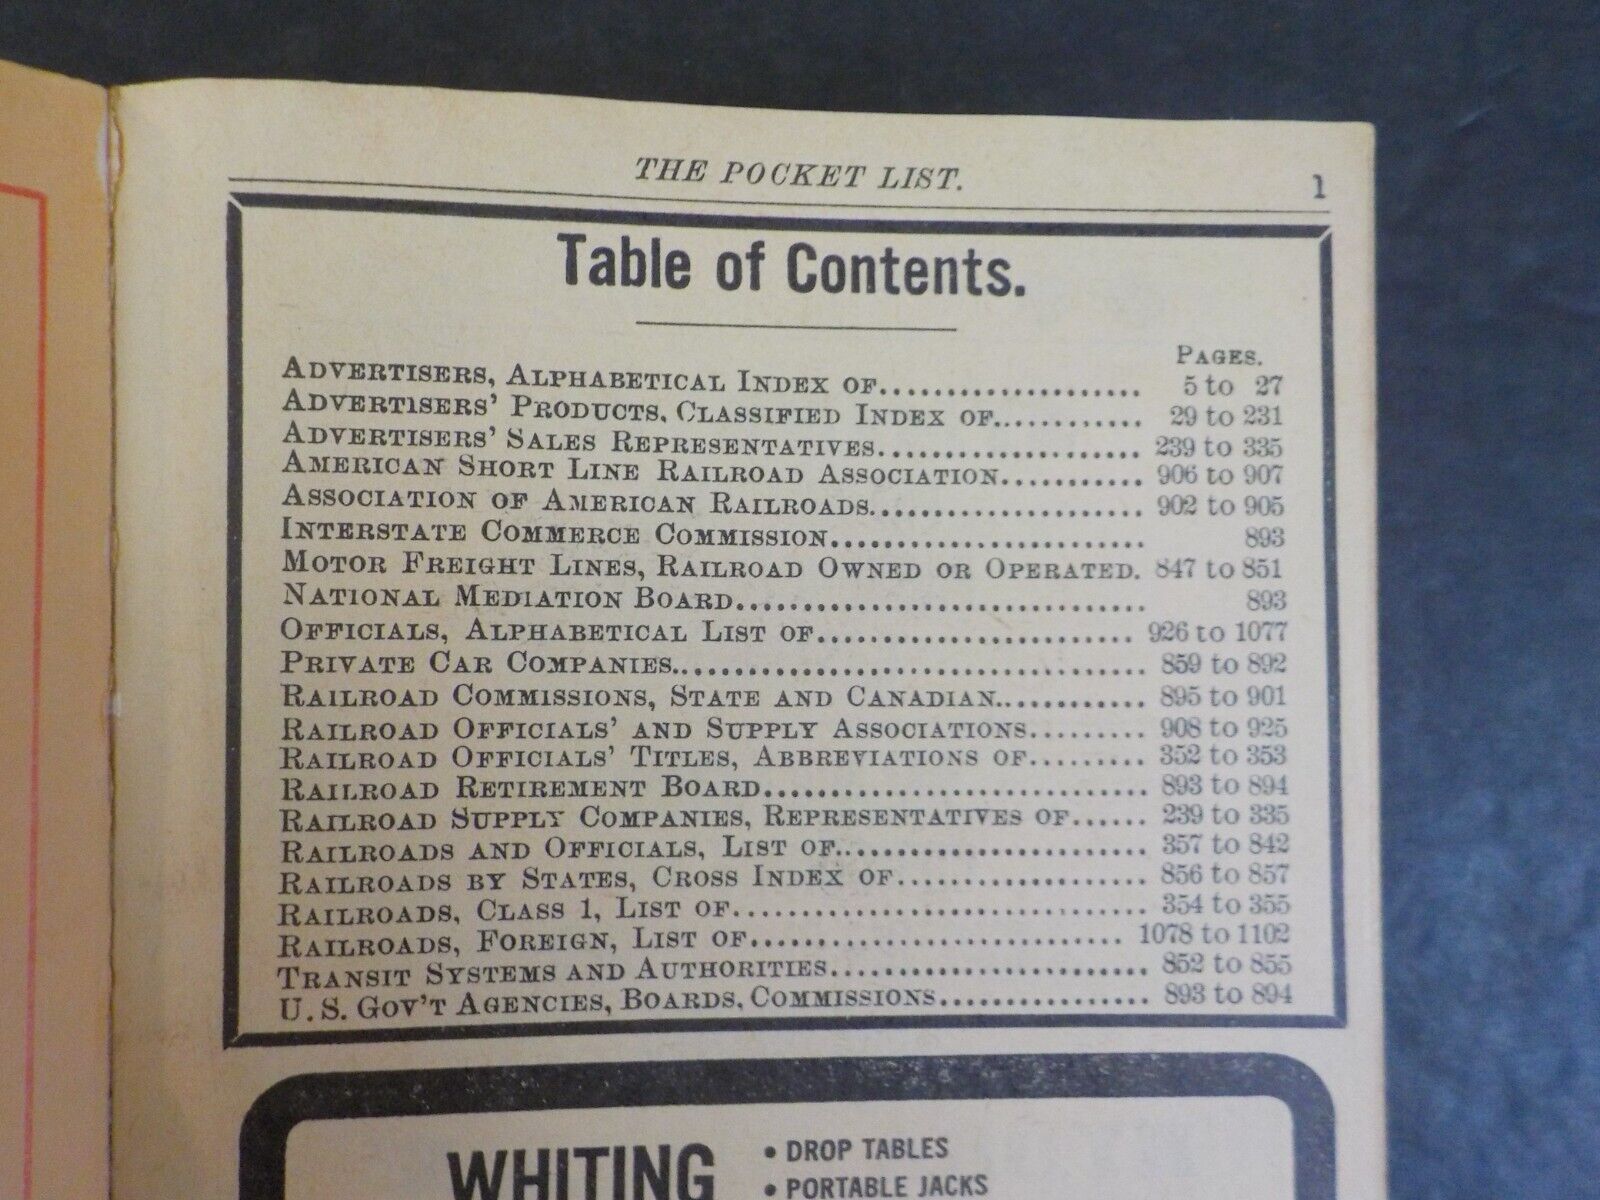 THE POCKET LIST. 1
Table of Contents.
PAGES.
ADVERTISERS, ALPHABETICAL INDEX OF..................... 5 to 27
ADVERTISERS' PRODUCTS, CLASSIFIED INDEX OF............ 29 to 231
ADVERTISERS' SALES REPRESENTATIVES.................... 239 to 335
AMERICAN SHORT LINE RAILROAD ASSOCIATION........... 906 to 907
ASSOCIATION OF AMERICAN RAILROADS..................... 902 to 905
INTERSTATE COMMERCE COMMISSION........................ 893
MOTOR FREIGHT LINES, RAILROAD OWNED OR OPERATED. 847 to 851
NATIONAL MEDIATION BOARD............................... 893
OFFICIALS, ALPHABETICAL LIST OF........................ 926 to 1077
PRIVATE CAR COMPANIES.................................... 859 to 892
RAILROAD COMMISSIONS, STATE AND CANADIAN............ 895 to 901
RAILROAD OFFICIALS' AND SUPPLY ASSOCIATIONS......... 908 to 925
RAILROAD OFFICIALS' TITLES, ABBREVIATIONS OF......... 352 to 353
RAILROAD RETIREMENT BOARD............................. 893 to 894
RAILROAD SUPPLY COMPANIES, REPRESENTATIVES OF...... 239 to 335
RAILROADS AND OFFICIALS, LIST OF........................ 357 to 842
RAILROADS BY STATES, CROSS INDEX OF................... 856 to 857
RAILROADS, CLASS 1, LIST OF............................... 354 to 355
RAILROADS, FOREIGN, LIST OF............................ 1078 to 1102
TRANSIT SYSTEMS AND AUTHORITIES........................ 852 to 855
U. S. GOV'T AGENCIES, BOARDS, COMMISSIONS................ 893 to 894
WHITING
• DROP TABLES
• PORTABLE JACKS